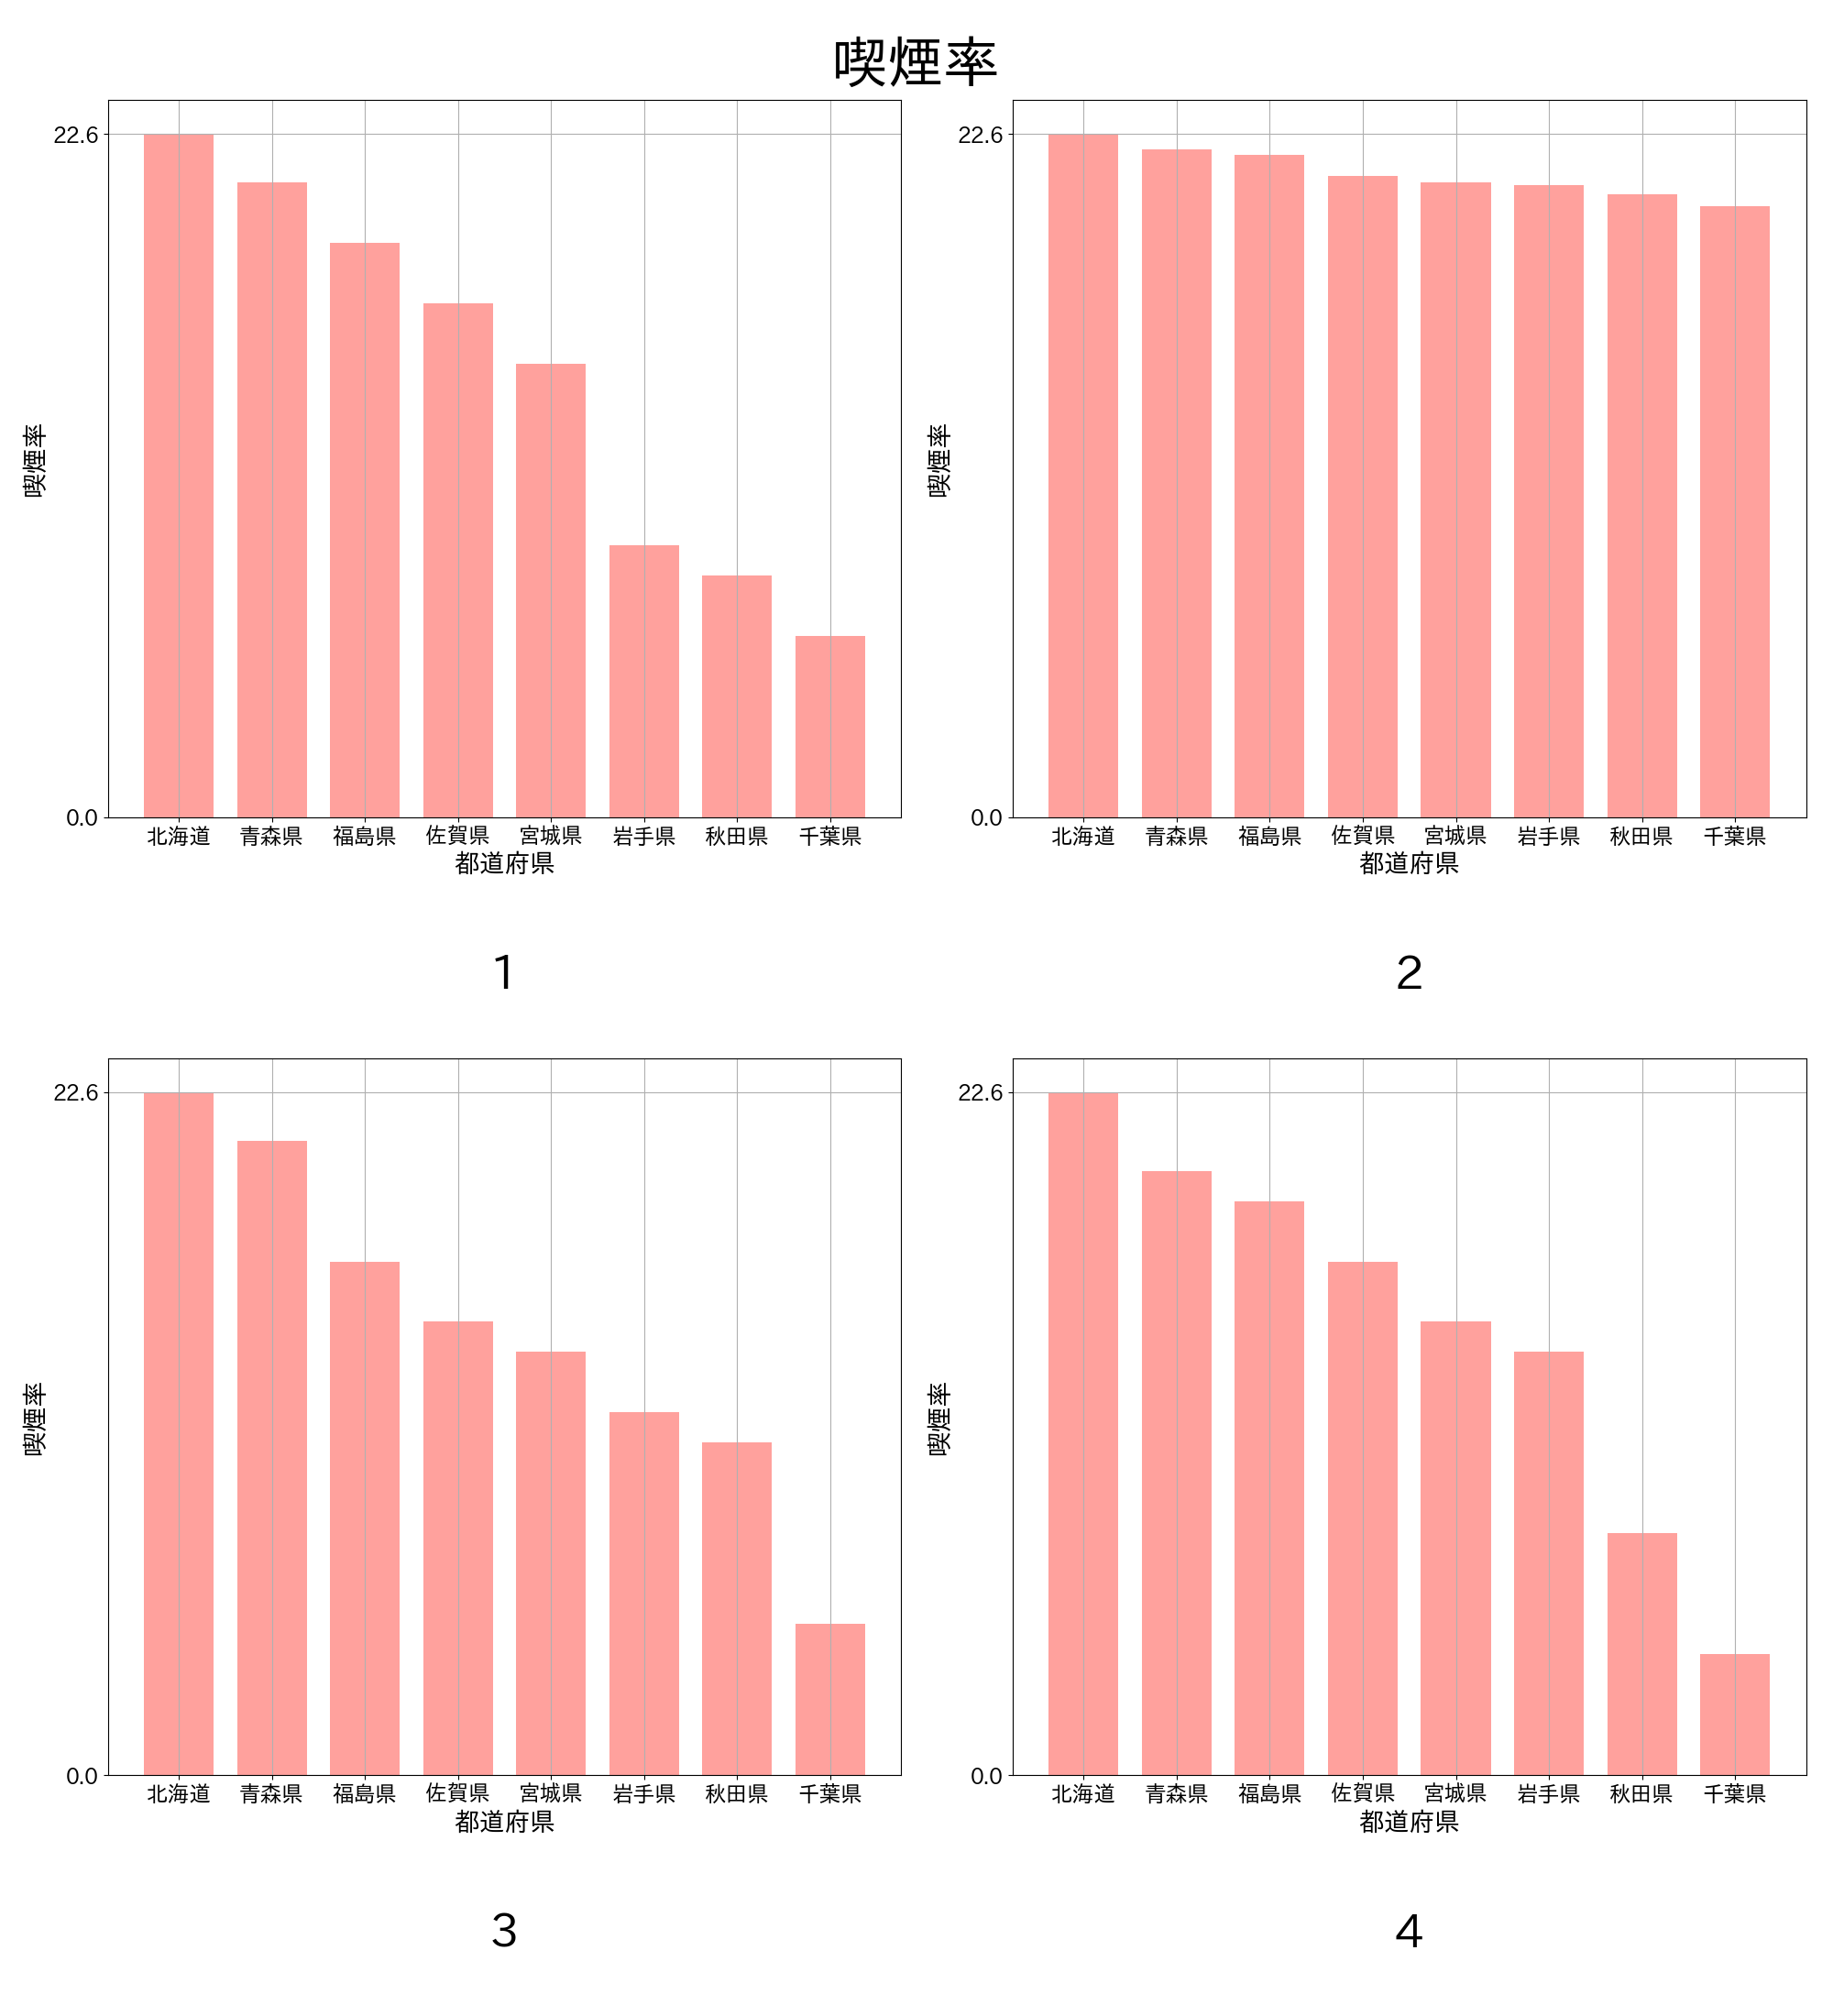 喫煙率
22.6
0.0
喫煙率
北海道 青森県 福島県 佐賀県 宮城県 岩手県 秋田県 千葉県
都道府県
1
22.6
0.0
喫煙率
北海道 青森県 福島県 佐賀県 宮城県 岩手県 秋田県 千葉県
都道府県
2
22.6
0.0
喫煙率
北海道 青森県 福島県 佐賀県 宮城県 岩手県 秋田県 千葉県
都道府県
3
22.6
0.0
喫煙率
北海道 青森県 福島県 佐賀県 宮城県 岩手県 秋田県 千葉県
都道府県
4